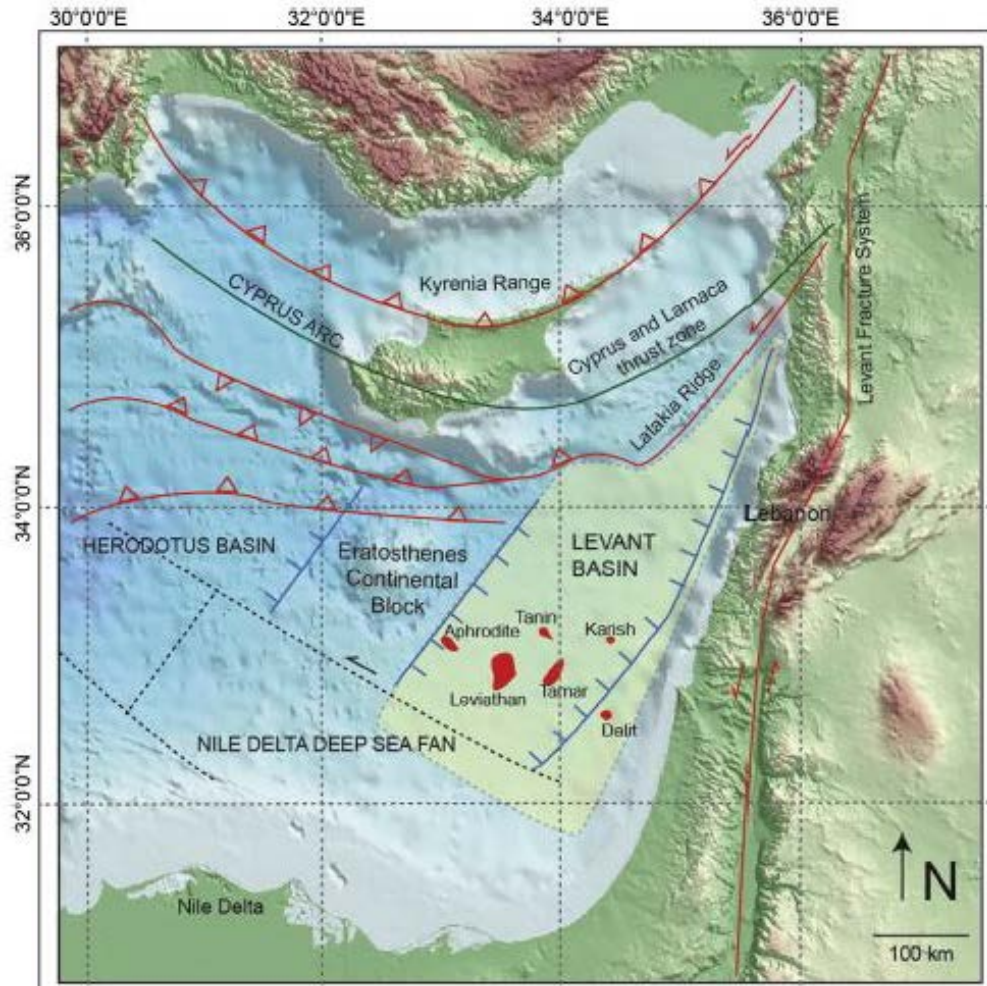 30°0'0"E
32°0'0"E
34°0'0"E
36°0'0"E
36°0'0"N
34°0'0"N
32°0'0"N
Kyrenia Range
CYPRUS ARC
Cyprus and Larnaca
thrust zone
Latakia Ridge
Levant Fracture System
Lebanon
HERODOTUS BASIN
Eratosthenes
Continental
Block
LEVANT
BASIN
Aphrodite
Tanin
Karish
Leviathan
Tamar
Dalit
NILE DELTA DEEP SEA FAN
Nile Delta
N
100 km